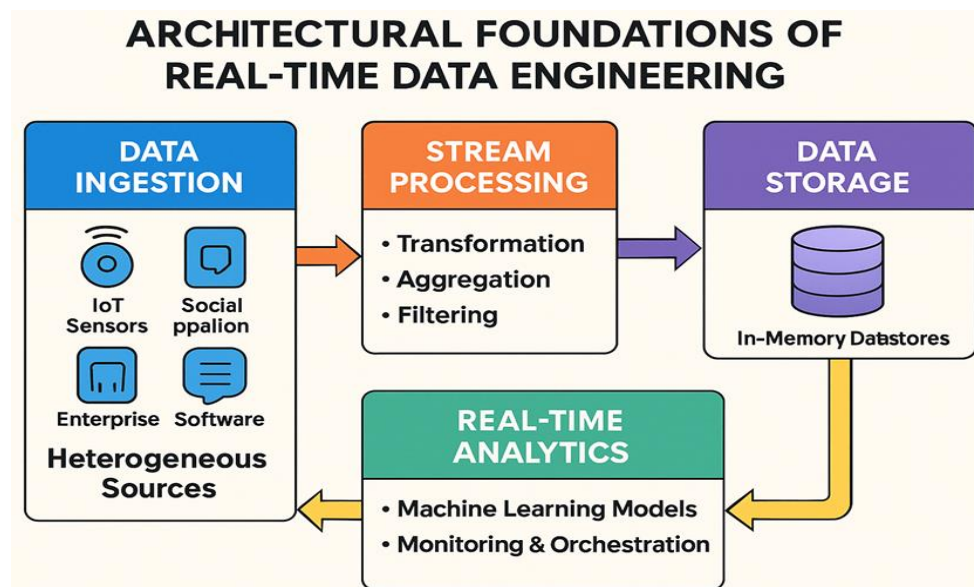 ARCHITECTURAL FOUNDATIONS OF
REAL-TIME DATA ENGINEERING
DATA
INGESTION
IoT
Sensors
Social
ppalion
Enterprise
Software
Heterogeneous
Sources
STREAM
PROCESSING
• Transformation
• Aggregation
• Filtering
DATA
STORAGE
In-Memory Datastores
REAL-TIME
ANALYTICS
• Machine Learning Models
• Monitoring & Orchestration